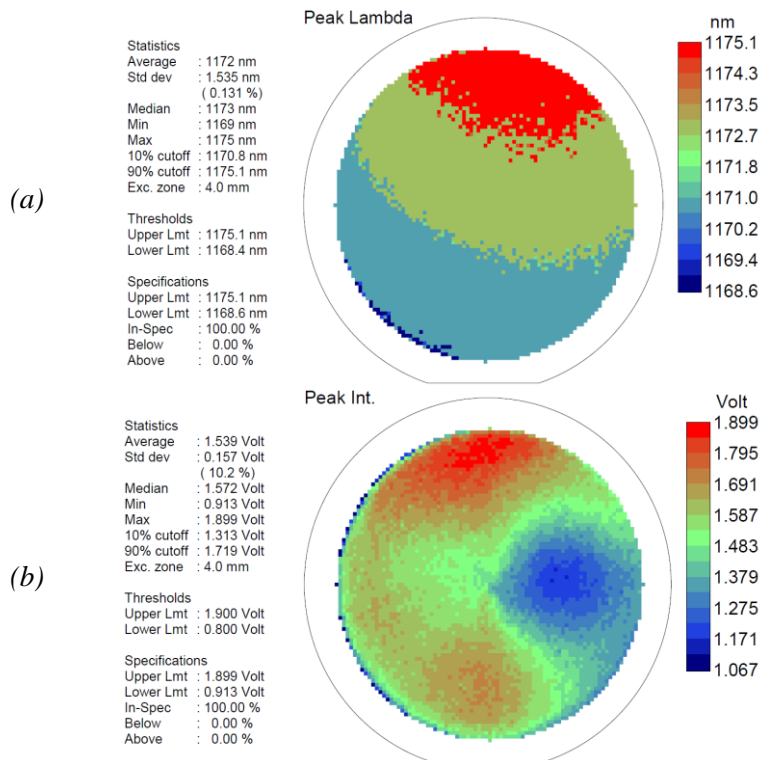 Peak Lambda
nm
Statistics
Average : 1172 nm
Std dev : 1.535 nm
( 0.131 %)
Median : 1173 nm
Min : 1169 nm
Max : 1175 nm
10% cutoff : 1170.8 nm
90% cutoff : 1175.1 nm
Exc. zone : 4.0 mm
Thresholds
Upper Lmt : 1175.1 nm
Lower Lmt : 1168.4 nm
Specifications
Upper Lmt : 1175.1 nm
Lower Lmt : 1168.6 nm
In-Spec : 100.00 %
Below : 0.00 %
Above : 0.00 %
(a)
1175.1
1174.3
1173.5
1172.7
1171.8
1171.0
1170.2
1169.4
1168.6
Peak Int.
Volt
Statistics
Average : 1.539 Volt
Std dev : 0.157 Volt
( 10.2 %)
Median : 1.572 Volt
Min : 0.913 Volt
Max : 1.899 Volt
10% cutoff : 1.313 Volt
90% cutoff : 1.719 Volt
Exc. zone : 4.0 mm
Thresholds
Upper Lmt : 1.900 Volt
Lower Lmt : 0.800 Volt
Specifications
Upper Lmt : 1.899 Volt
Lower Lmt : 0.913 Volt
In-Spec : 100.00 %
Below : 0.00 %
Above : 0.00 %
(b)
1.899
1.795
1.691
1.587
1.483
1.379
1.275
1.171
1.067